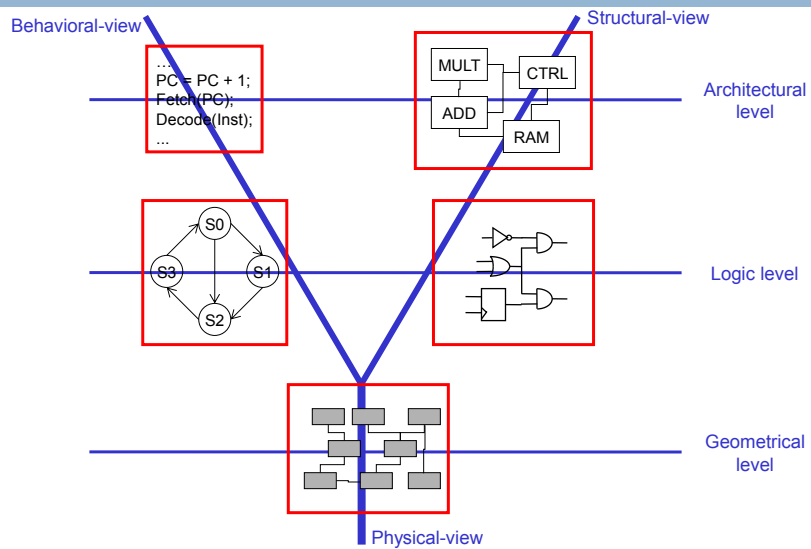 Behavioral-view
Structural-view
....
PC = PC + 1;
Fetch(PC);
Decode(Inst);
...
MULT
CTRL
ADD
RAM
Architectural
level
S0
S3
S1
S2
Logic level
Geometrical
level
Physical-view